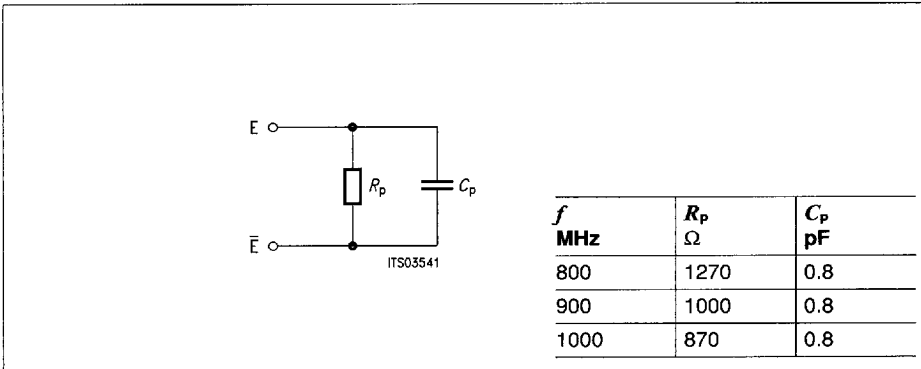 E
Rp
Cp
E̅
ITS03541
f
MHz
Rp
Ω
Cp
pF
800 1270 0.8
900 1000 0.8
1000 870 0.8